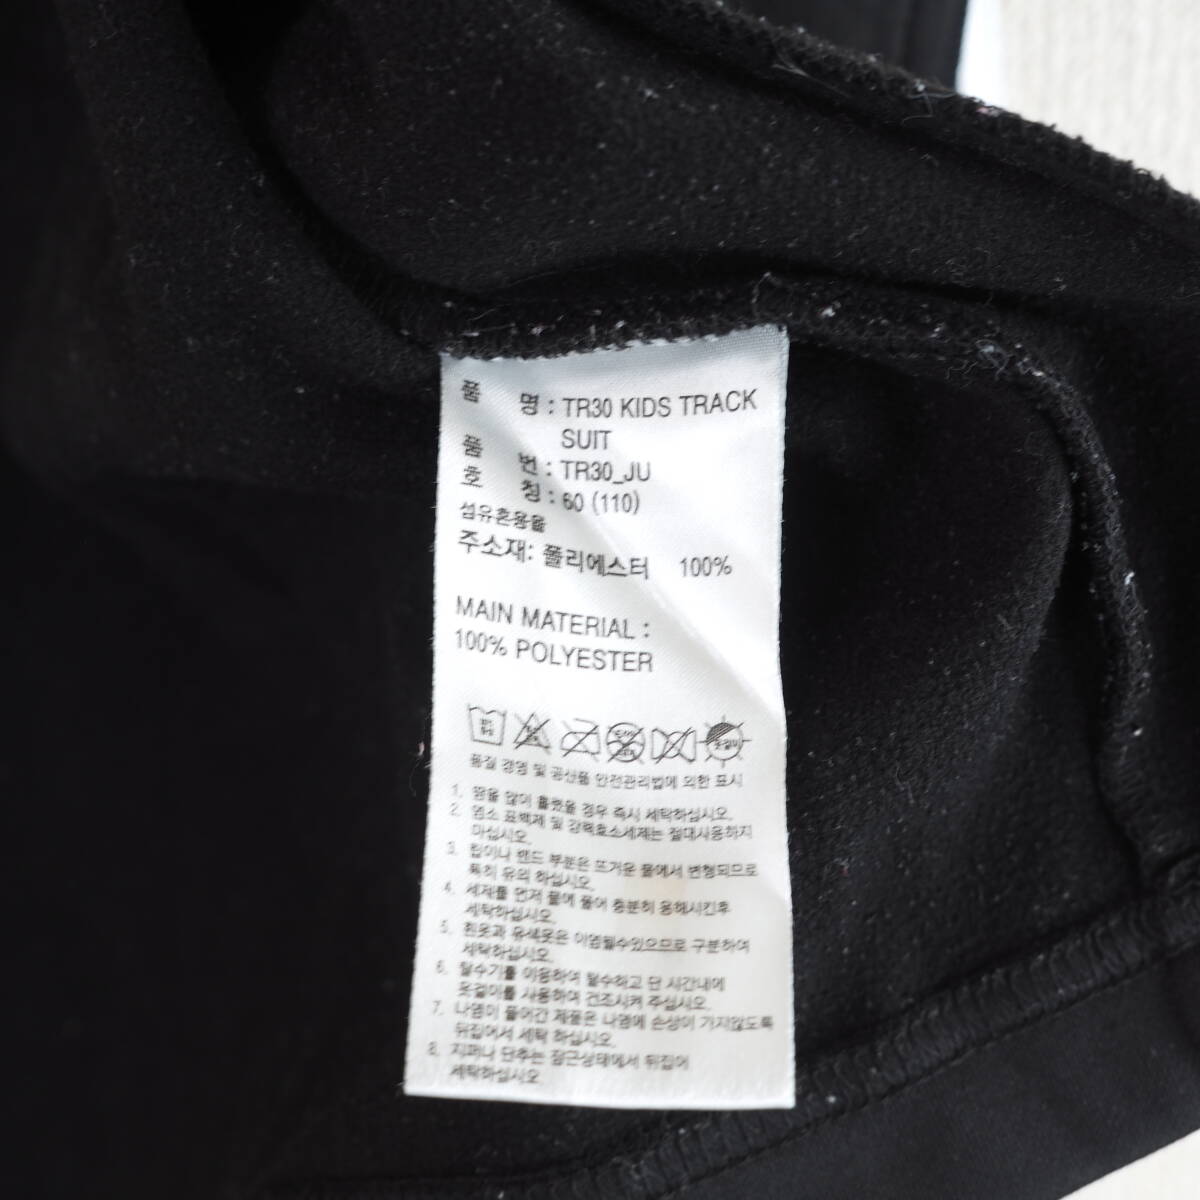 품 명 : TR30 KIDS TRACK
SUIT
품 번 : TR30_JU
호 칭 : 60 (110)
섬유혼용율
주소재: 폴리에스터 100%
MAIN MATERIAL :
100% POLYESTER
품질 경영 및 공산품 안전관리법에 의한 표시
1. 땀을 많이 흘렸을 경우 즉시 세탁하십시오.
2. 염소 표백제 및 강력효소세제는 절대사용하지
마십시오.
3. 립이나 밴드 부분은 뜨거운 물에서 변형되므로
특히 유의 하십시오.
4. 세제를 먼저 물에 풀어 충분히 용해시킨후
세탁하십시오.
5. 흰옷과 유색옷은 이염될수있으므로 구분하여
세탁하십시오.
6. 탈수기를 이용하여 탈수하고 단 시간내에
옷걸이를 사용하여 건조시켜 주십시오.
7. 나염이 들어간 제품은 나염에 손상이 가지않도록
뒤집어서 세탁 하십시오.
8. 지퍼나 단추는 잠근상태에서 뒤집어
세탁하십시오